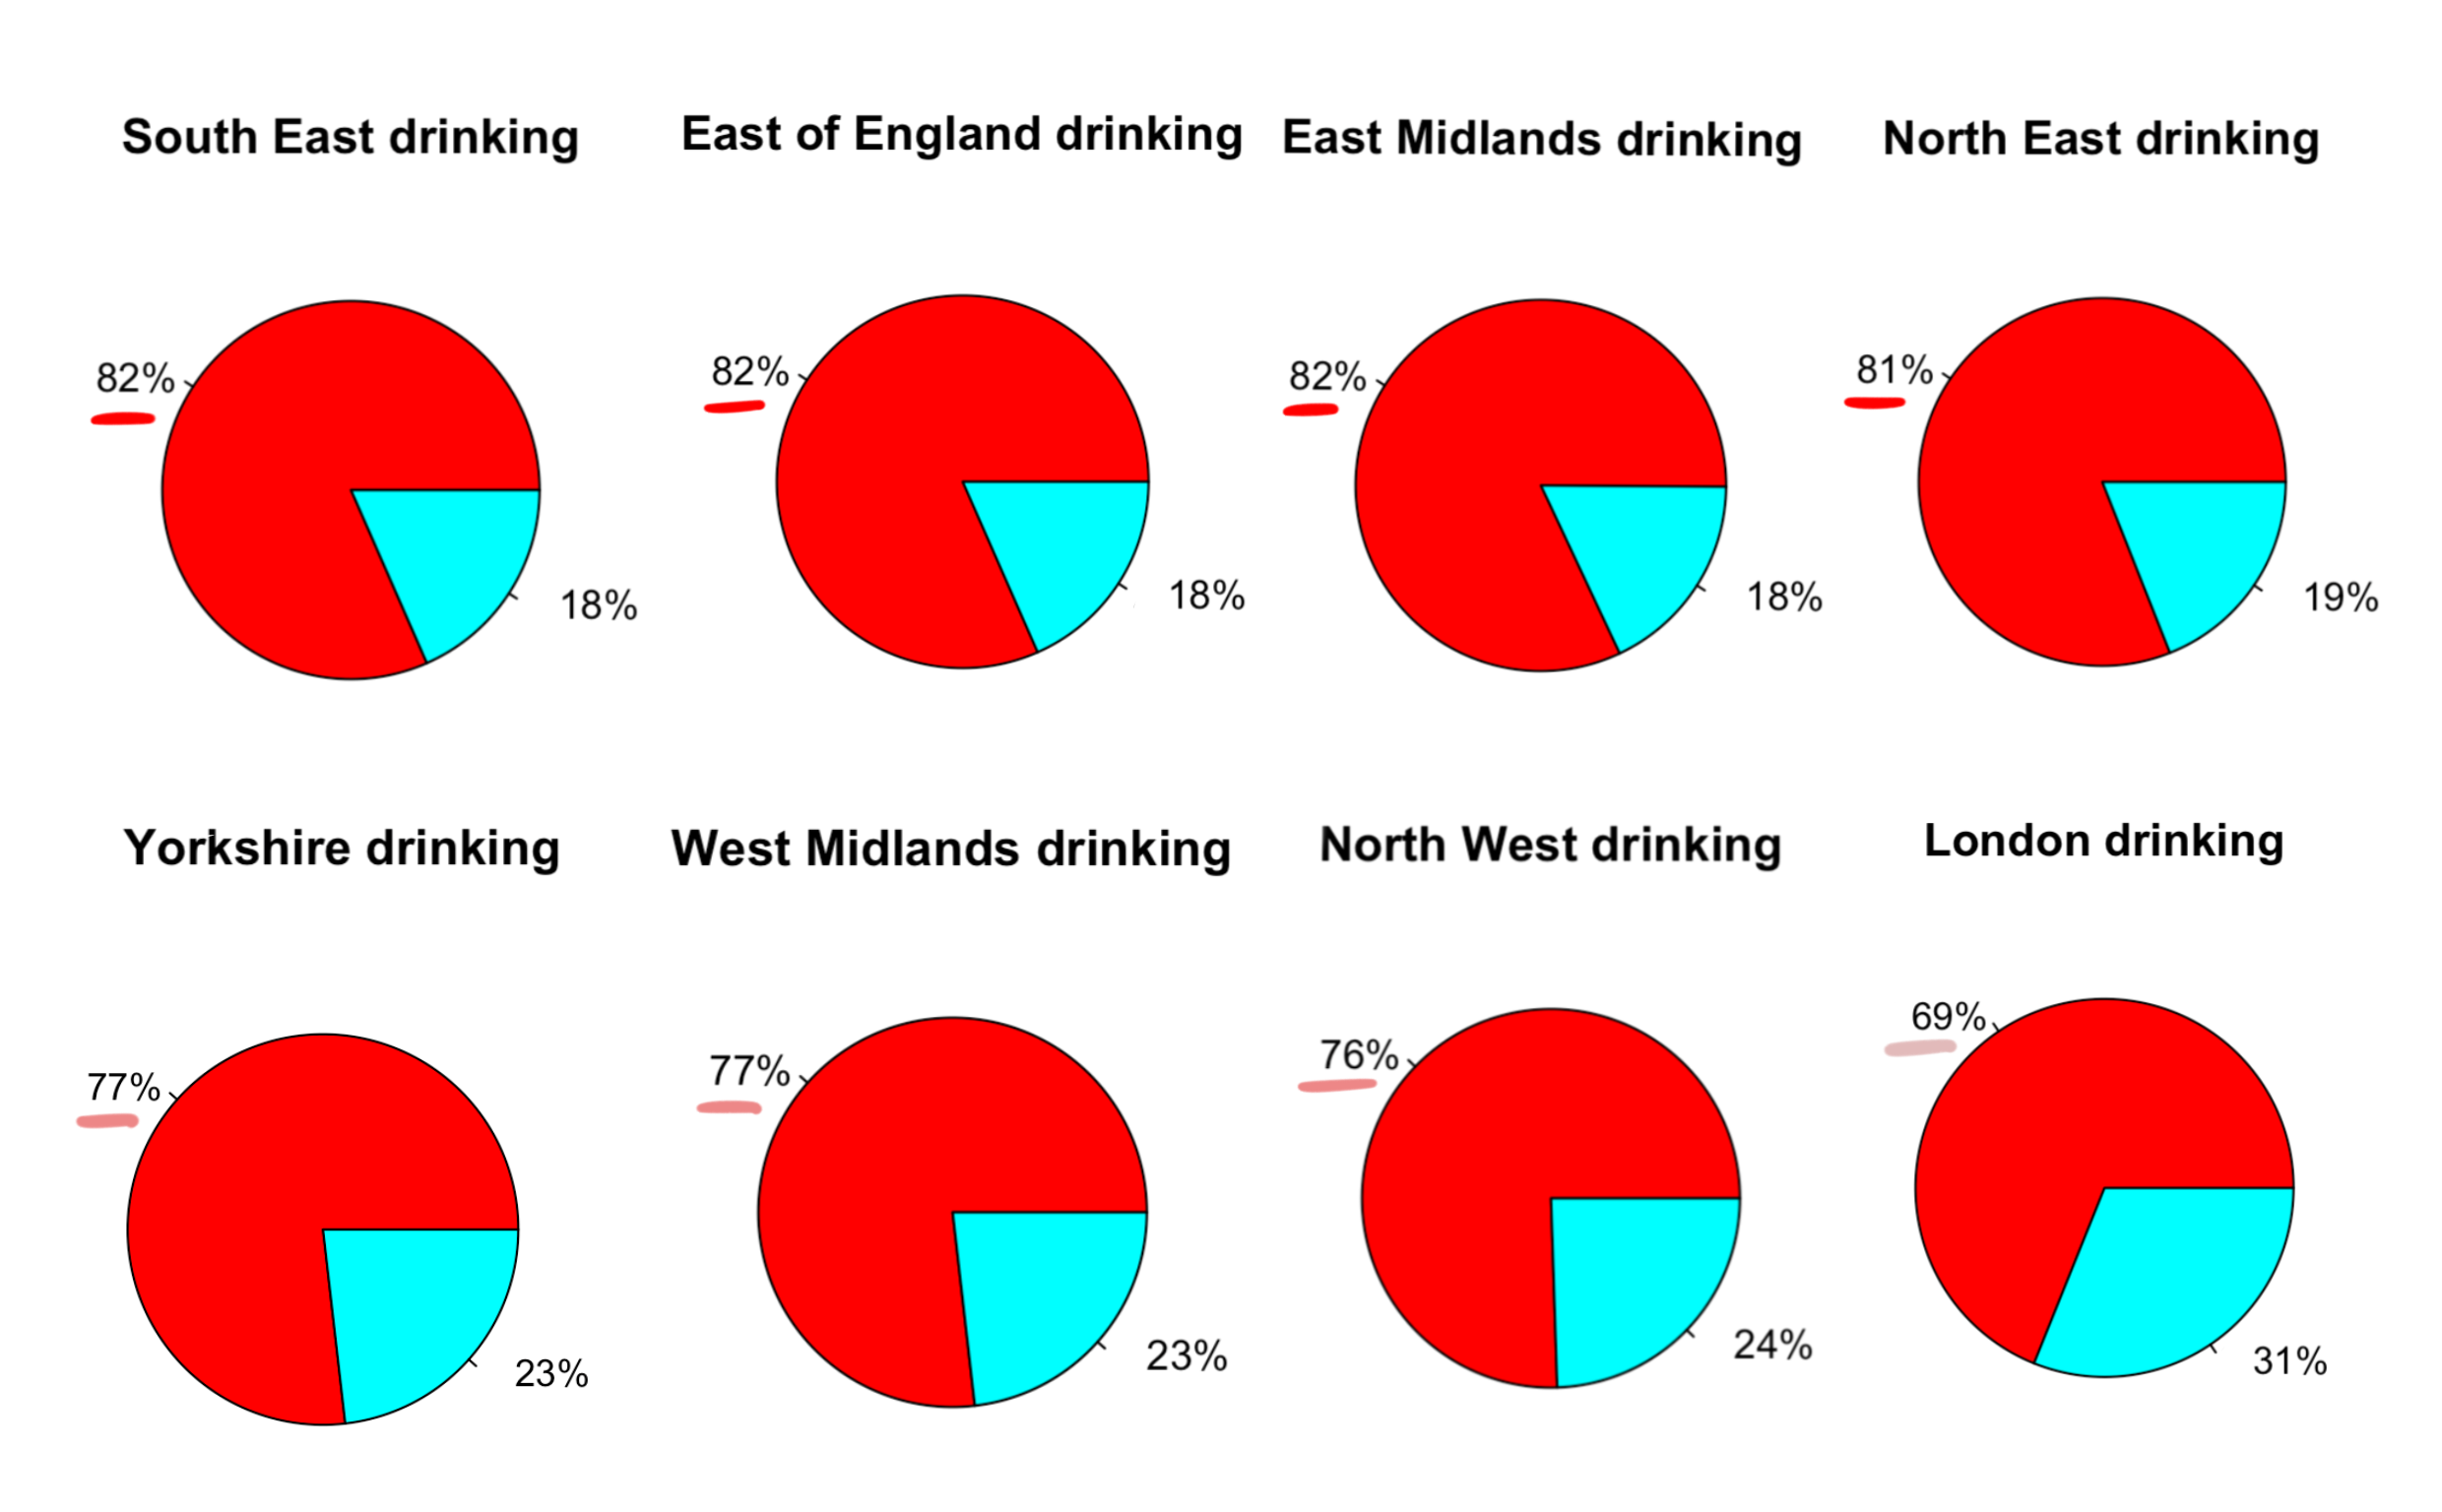 South East drinking
East of England drinking
East Midlands drinking
North East drinking
82%
18%
82%
18%
82%
18%
81%
19%
Yorkshire drinking
West Midlands drinking
North West drinking
London drinking
77%
23%
77%
23%
76%
24%
69%
31%